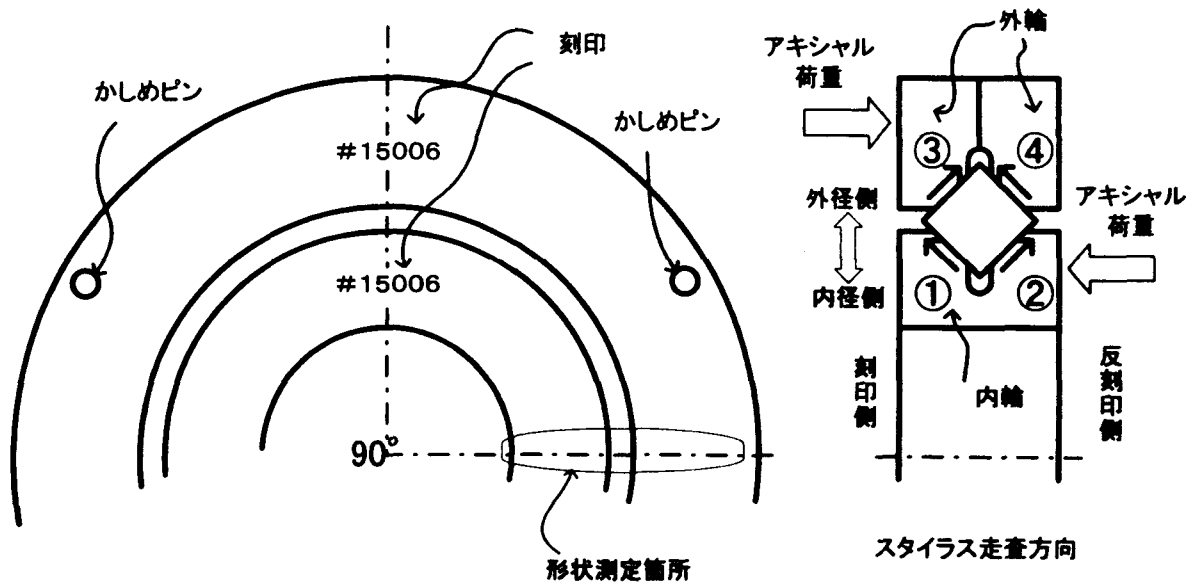 刻印
かしめピン
かしめピン
#15006
#15006
90°
形状測定箇所
外輪
アキシャル
荷重
③
④
外径側
内径側
アキシャル
荷重
①
②
刻印側
内輪
反刻印側
スタイラス走査方向